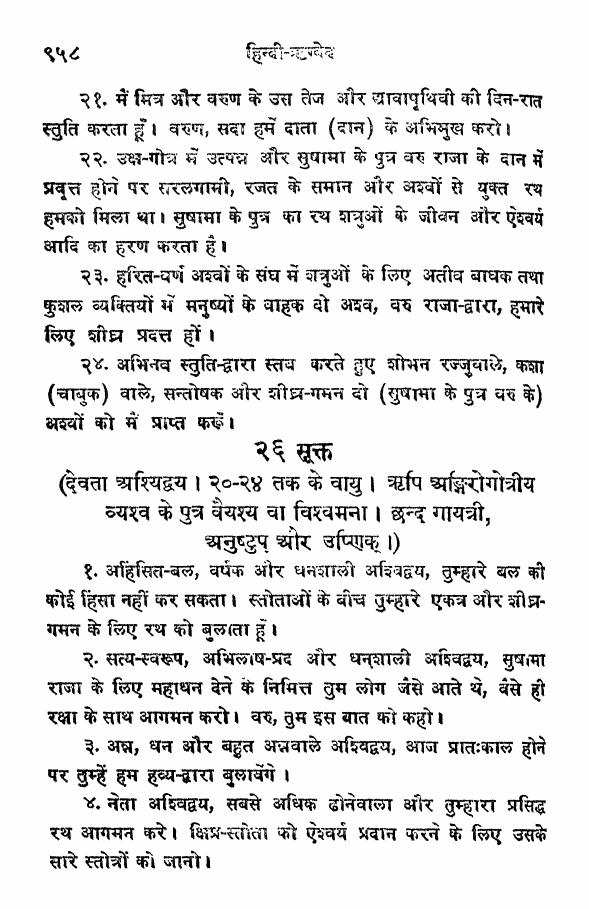 ९५८ हिन्दी-ऋग्वेद
२१. मैं मित्र और वरुण के उस तेज और द्यावापृथिवी की दिन-रात
स्तुति करता हूँ। वरुण, सदा हमें दाता (दान) के अभिमुख करो।
२२. उक्ष-गोत्र में उत्पन्न और सुषामा के पुत्र वरु राजा के दान में
प्रवृत्त होने पर सरलगामी, रजत के समान और अश्वों से युक्त रथ
हमको मिला था। सुषामा के पुत्र का रथ शत्रुओं के जीवन और ऐश्वर्य
आदि का हरण करता है।
२३. हरित-वर्ण अश्वों के संघ में शत्रुओं के लिए अतीव बाधक तथा
कुशल व्यक्तियों में मनुष्यों के वाहक दो अश्व, वरु राजा-द्वारा, हमारे
लिए शीघ्र प्रदत्त हों।
२४. अभिनव स्तुति-द्वारा स्तव करते हुए शोभन रज्जुवाले, कशा
(चाबुक) वाले, सन्तोषक और शीघ्र-गमन दो (सुषामा के पुत्र वरु के)
अश्वों को मैं प्राप्त करूँ।
२६ सूक्त
(देवता अश्विद्वय। २०-२४ तक के वायु। ऋषि अङ्गिरोगोत्रीय
व्यश्व के पुत्र वैयश्य वा विश्वमना। छन्द गायत्री,
अनुष्टुप् और उष्णिक्।)
१. अहिंसित-बल, वर्षक और धनशाली अश्विद्वय, तुम्हारे बल की
कोई हिंसा नहीं कर सकता। स्तोताओं के बीच तुम्हारे एकत्र और शीघ्र-
गमन के लिए रथ को बुलाता हूँ।
२. सत्य-स्वरूप, अभिलाष-प्रद और धनशाली अश्विद्वय, सुषामा
राजा के लिए महाधन देने के निमित्त तुम लोग जैसे आते थे, वैसे ही
रक्षा के साथ आगमन करो। वरु, तुम इस बात को कहो।
३. अन्न, धन और बहुत अन्नवाले अश्विद्वय, आज प्रातःकाल होने
पर तुम्हें हम हव्य-द्वारा बुलावेंगे।
४. नेता अश्विद्वय, सबसे अधिक ढोनेवाला और तुम्हारा प्रसिद्ध
रथ आगमन करे। क्षिप्र-स्तोता को ऐश्वर्य प्रदान करने के लिए उसके
सारे स्तोत्रों को जानो।